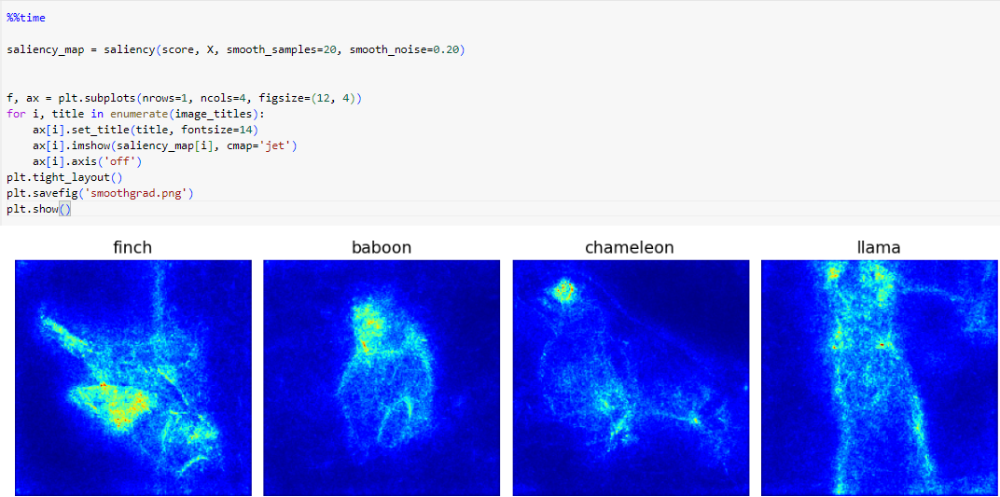 %%time
saliency_map = saliency(score, X, smooth_samples=20, smooth_noise=0.20)
f, ax = plt.subplots(nrows=1, ncols=4, figsize=(12, 4))
for i, title in enumerate(image_titles):
    ax[i].set_title(title, fontsize=14)
    ax[i].imshow(saliency_map[i], cmap='jet')
    ax[i].axis('off')
plt.tight_layout()
plt.savefig('smoothgrad.png')
plt.show()
finch baboon chameleon llama